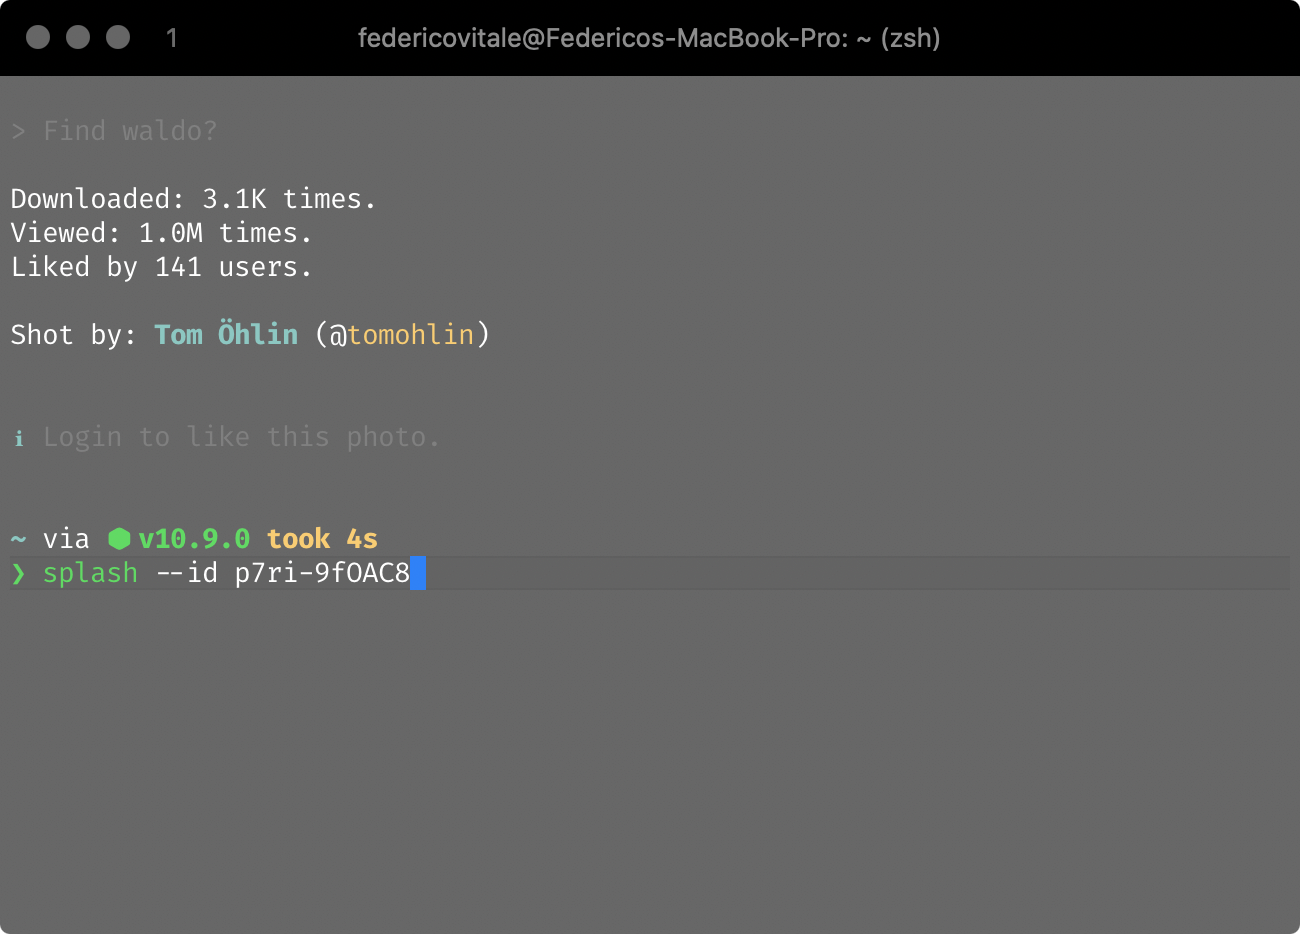 1 federicovitale@Federicos-MacBook-Pro: ~ (zsh)
> Find waldo?
Downloaded: 3.1K times.
Viewed: 1.0M times.
Liked by 141 users.
Shot by: Tom Öhlin (@tomohlin)
ℹ Login to like this photo.
~ via ⬢ v10.9.0 took 4s
❯ splash --id p7ri-9fOAC8